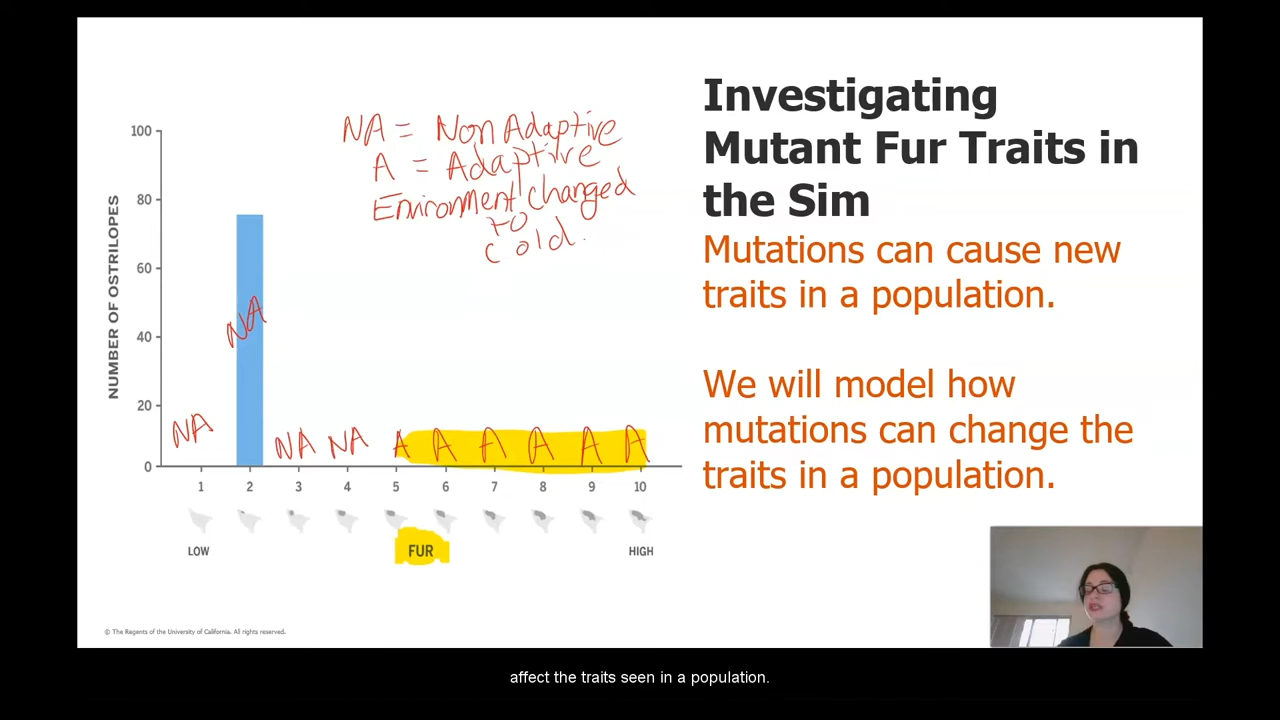 Investigating
Mutant Fur Traits in
the Sim
Mutations can cause new
traits in a population.
We will model how
mutations can change the
traits in a population.
NA = Non Adaptive
A = Adaptive
Environment changed
to
cold.
NUMBER OF OSTRILOPES
100
80
60
40
20
0
NA
NA
NA NA A A A A A A
1 2 3 4 5 6 7 8 9 10
LOW FUR HIGH
© The Regents of the University of California. All rights reserved.
affect the traits seen in a population.